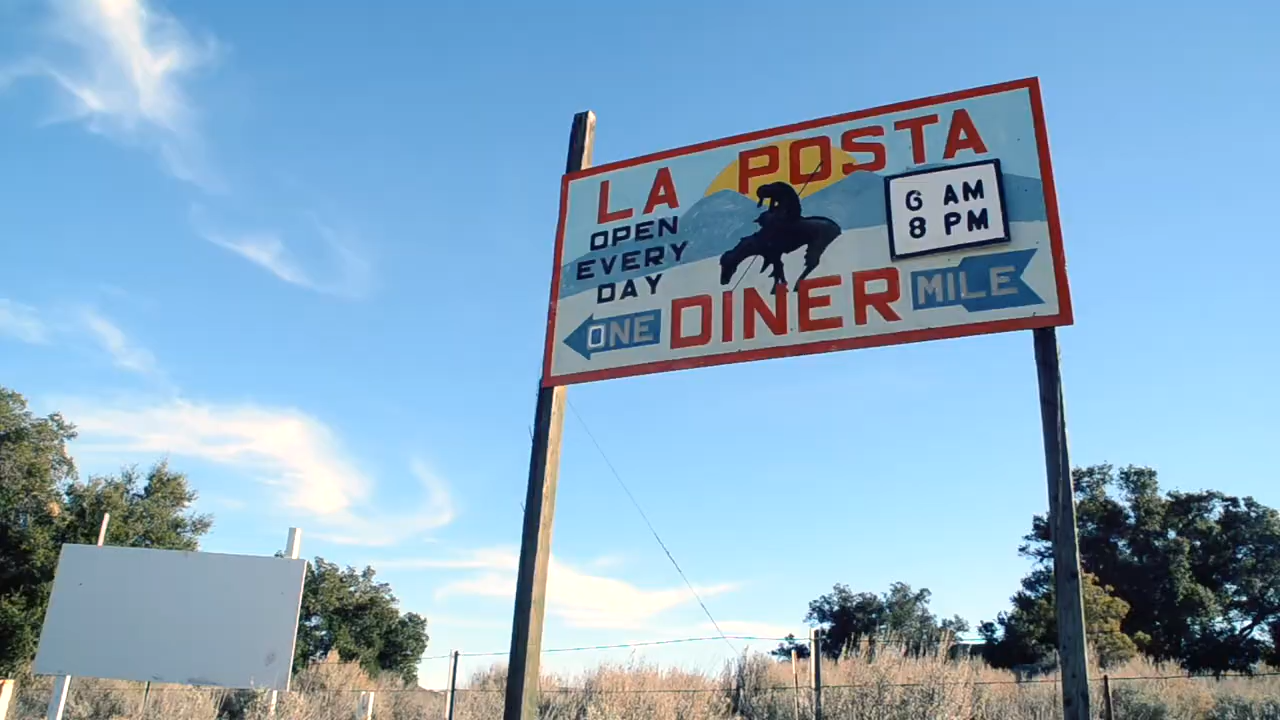 LA POSTA
OPEN
EVERY
DAY
6 AM
8 PM
ONE DINER MILE